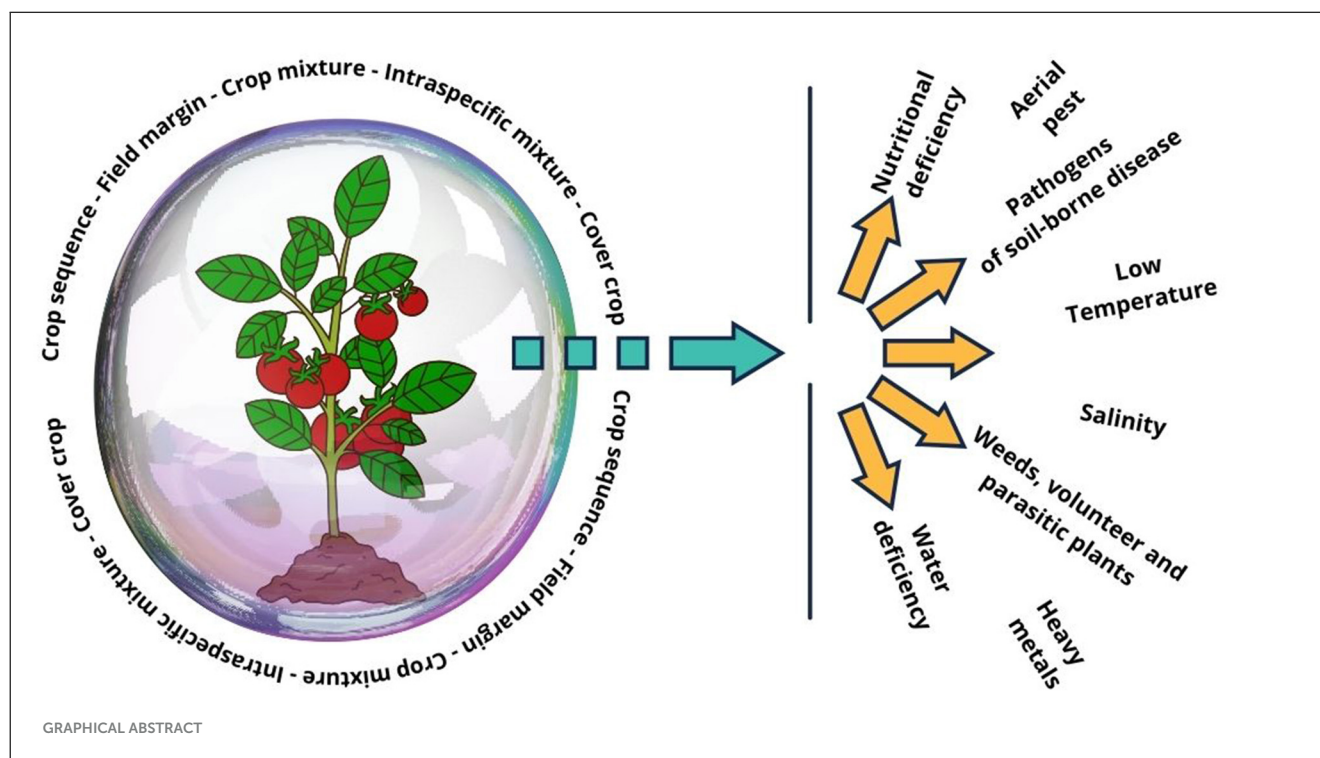 Crop sequence - Field margin - Crop mixture - Intraspecific mixture - Cover crop
Crop sequence - Field margin - Crop mixture - Intraspecific mixture - Cover crop
Nutritional
deficiency
Aerial
pest
Pathogens
of soil-borne disease
Low
Temperature
Salinity
Weeds, volunteer and
parasitic plants
Water
deficiency
Heavy
metals
GRAPHICAL ABSTRACT